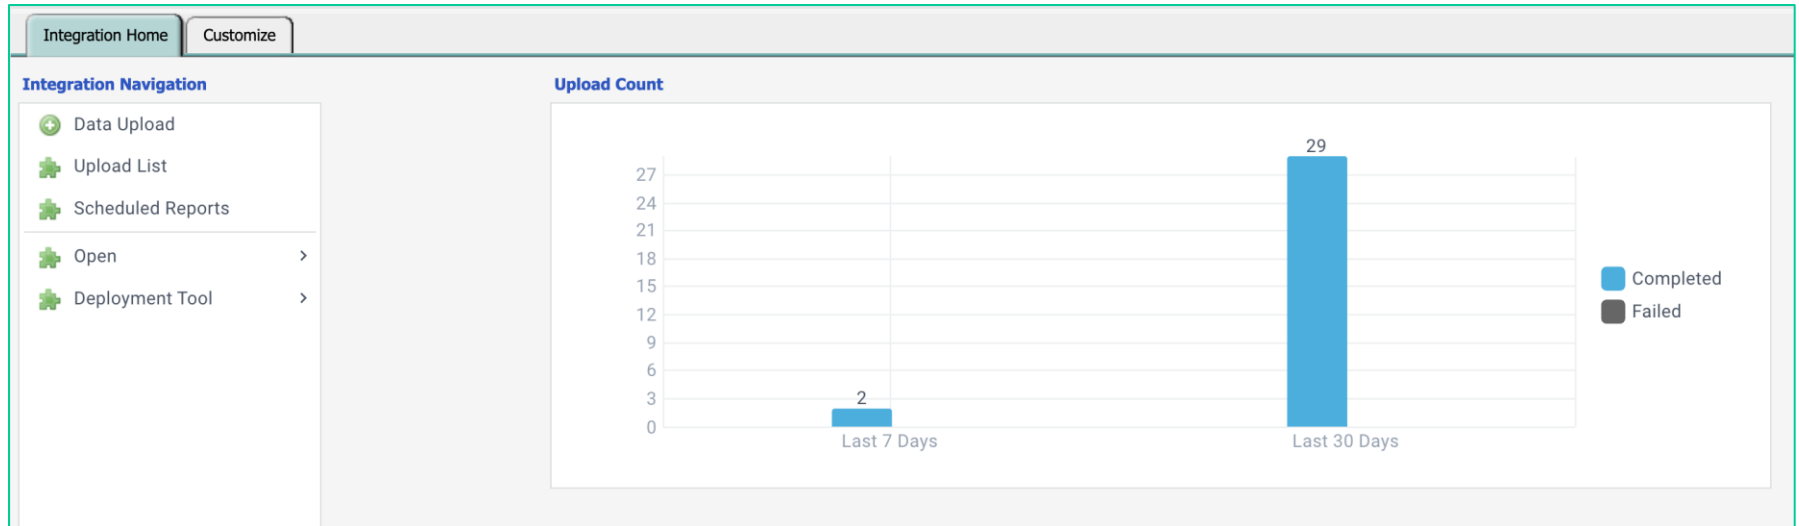 Integration Home
Customize
Integration Navigation
Data Upload
Upload List
Scheduled Reports
Open
Deployment Tool
Upload Count
29
27
24
21
18
15
12
9
6
3
0
2
Last 7 Days
Last 30 Days
Completed
Failed